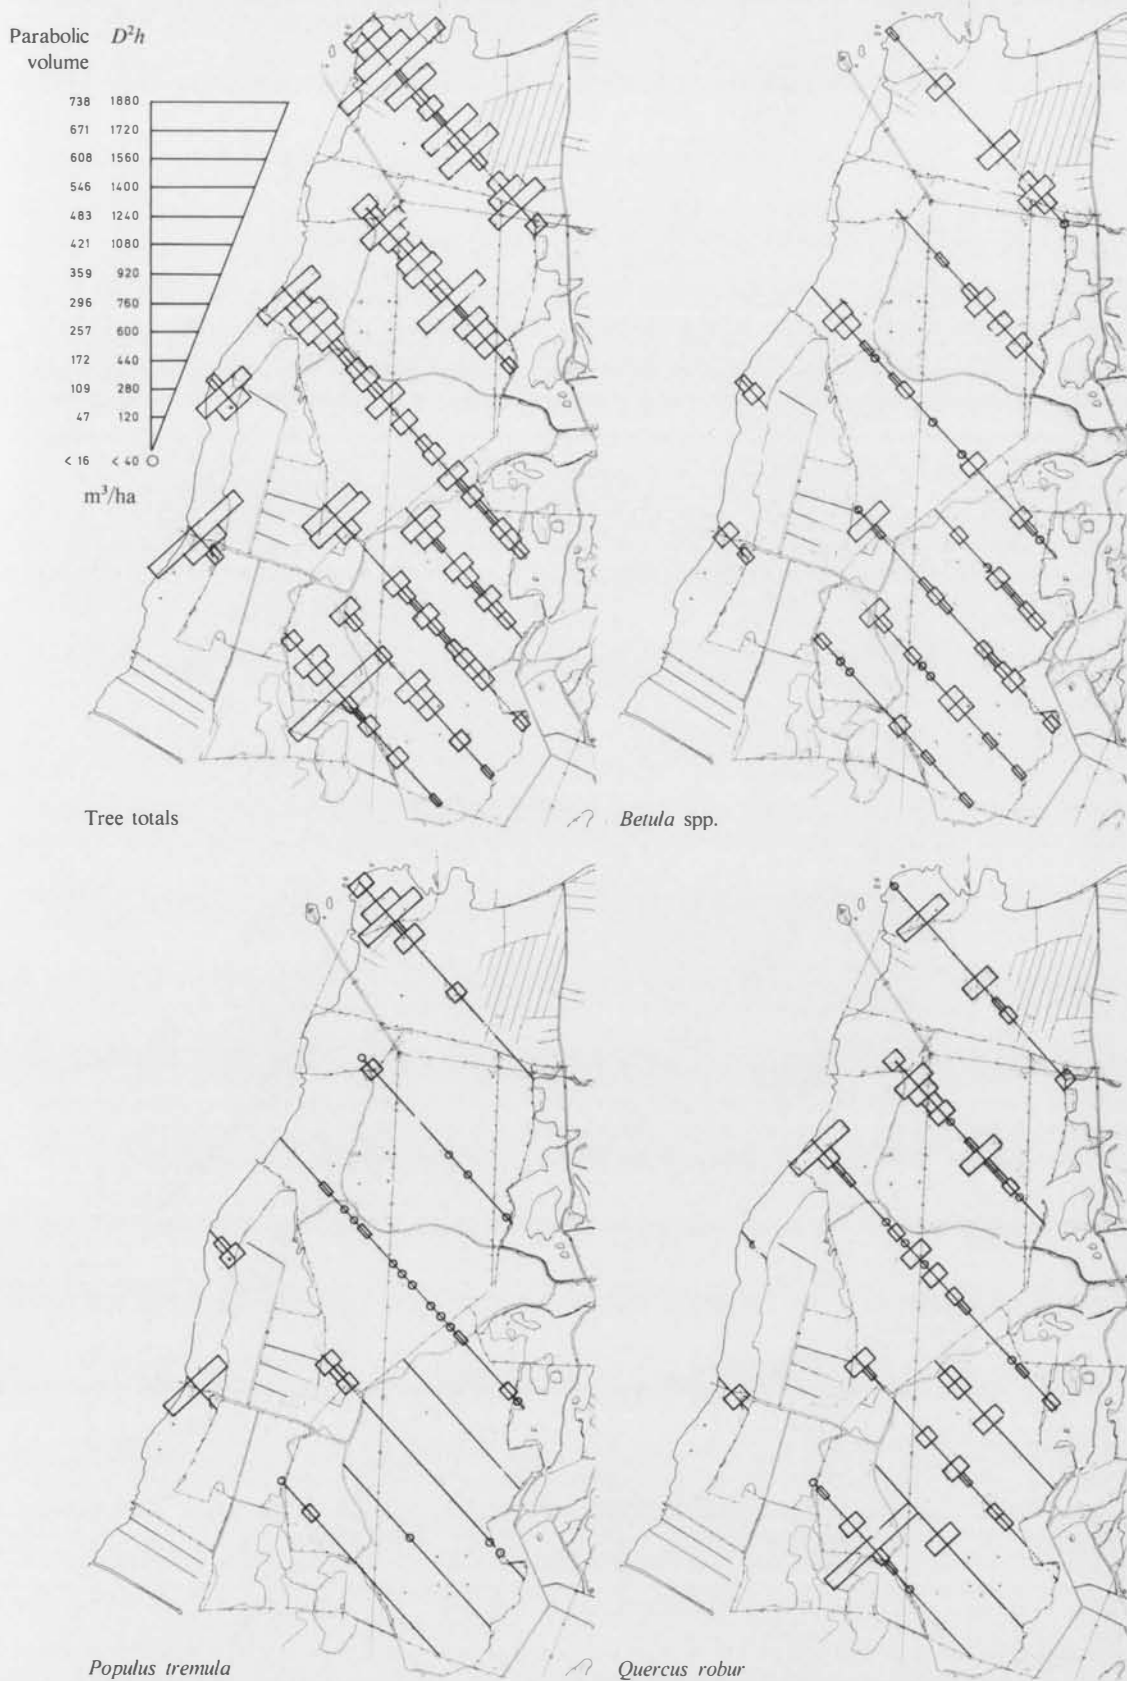 Parabolic D²h
volume
738 1880
671 1720
608 1560
546 1400
483 1240
421 1080
359 920
296 760
257 600
172 440
109 280
47 120
< 16 < 40
m³/ha
Tree totals
Betula spp.
Populus tremula
Quercus robur